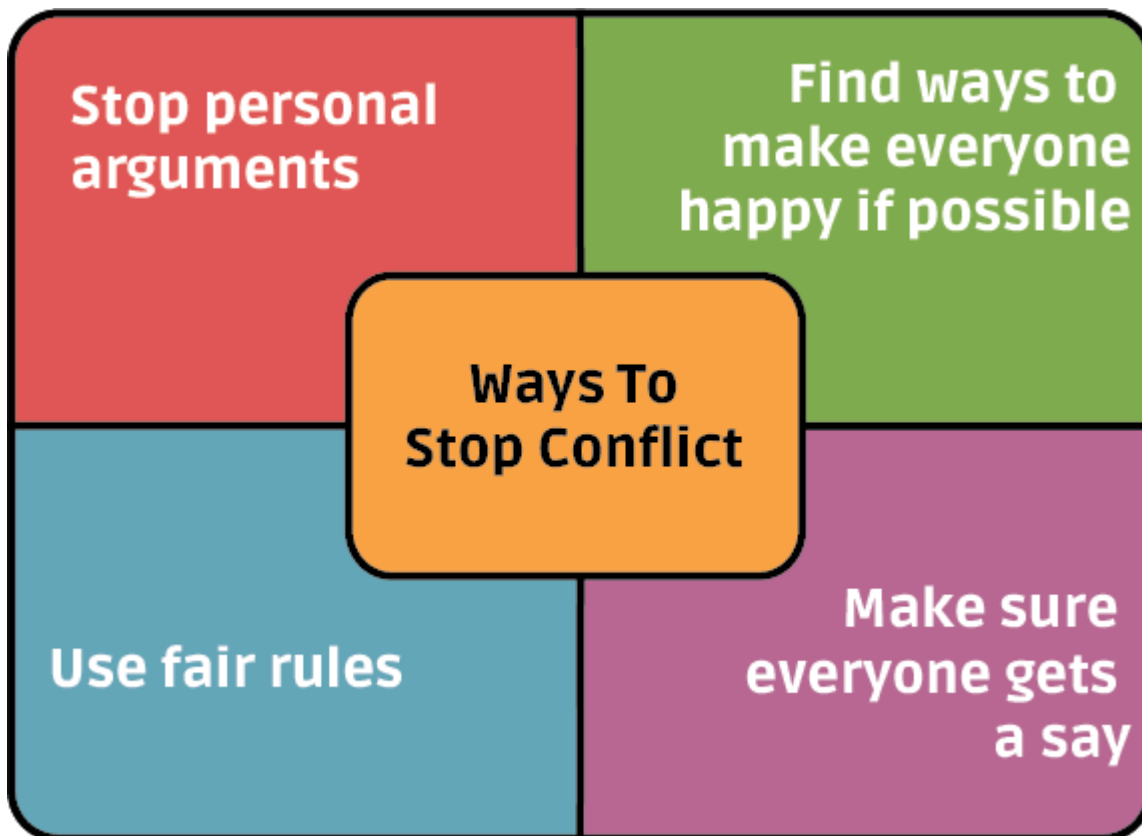 Stop personal
arguments
Find ways to
make everyone
happy if possible
Ways To
Stop Conflict
Use fair rules
Make sure
everyone gets
a say